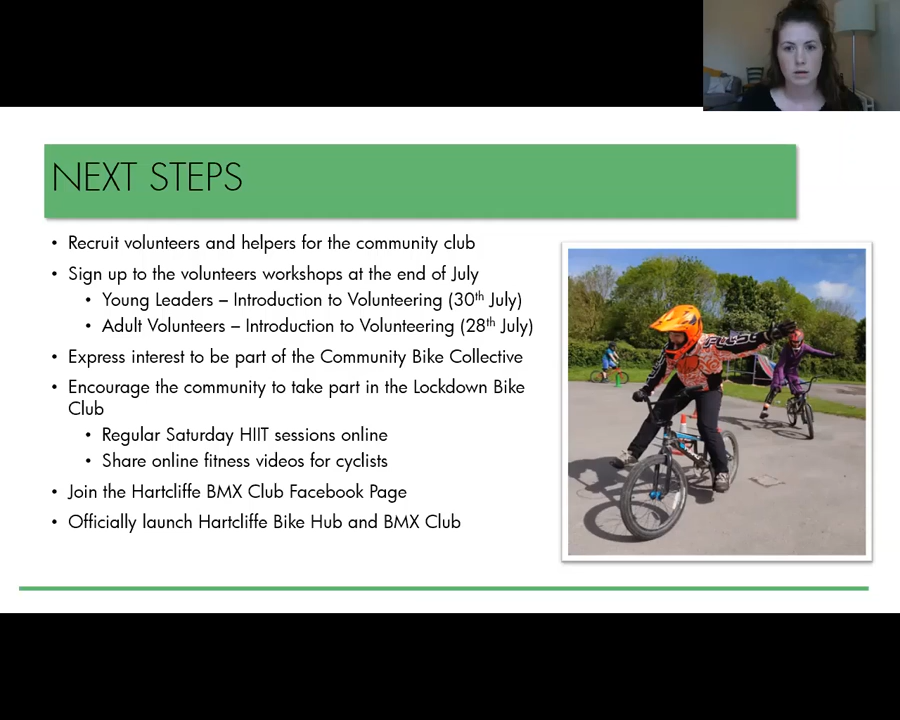 NEXT STEPS
• Recruit volunteers and helpers for the community club
• Sign up to the volunteers workshops at the end of July
• Young Leaders – Introduction to Volunteering (30th July)
• Adult Volunteers – Introduction to Volunteering (28th July)
• Express interest to be part of the Community Bike Collective
• Encourage the community to take part in the Lockdown Bike
Club
• Regular Saturday HIIT sessions online
• Share online fitness videos for cyclists
• Join the Hartcliffe BMX Club Facebook Page
• Officially launch Hartcliffe Bike Hub and BMX Club